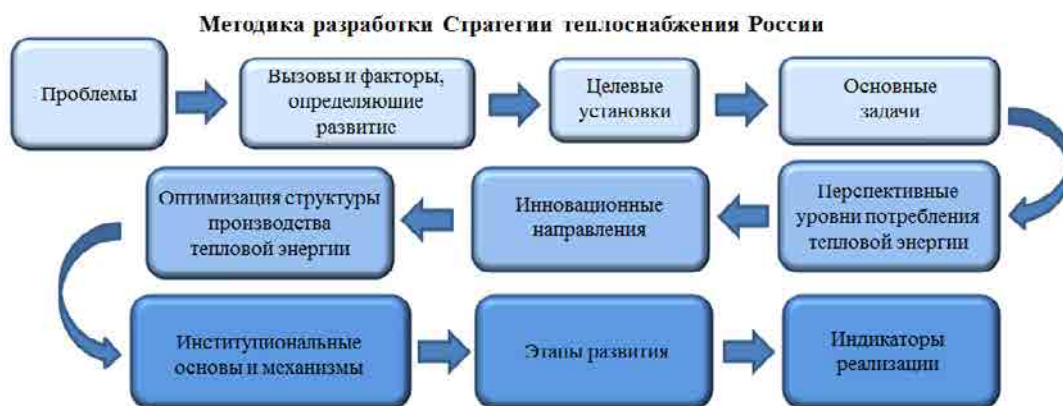 Методика разработки Стратегии теплоснабжения России
Проблемы
Вызовы и факторы,
определяющие
развитие
Целевые
установки
Основные
задачи
Перспективные
уровни потребления
тепловой энергии
Инновационные
направления
Оптимизация структуры
производства
тепловой энергии
Институциональные
основы и механизмы
Этапы развития
Индикаторы
реализации